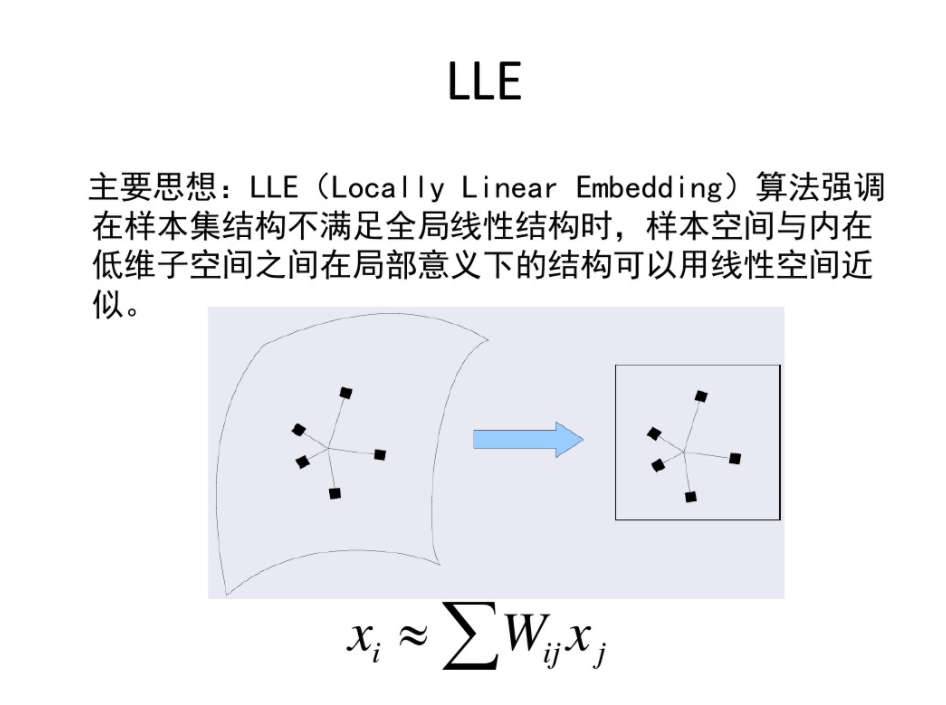 LLE
主要思想：LLE（Locally Linear Embedding）算法强调
在样本集结构不满足全局线性结构时，样本空间与内在
低维子空间之间在局部意义下的结构可以用线性空间近
似。
x_i ≈ ∑ W_{ij} x_j